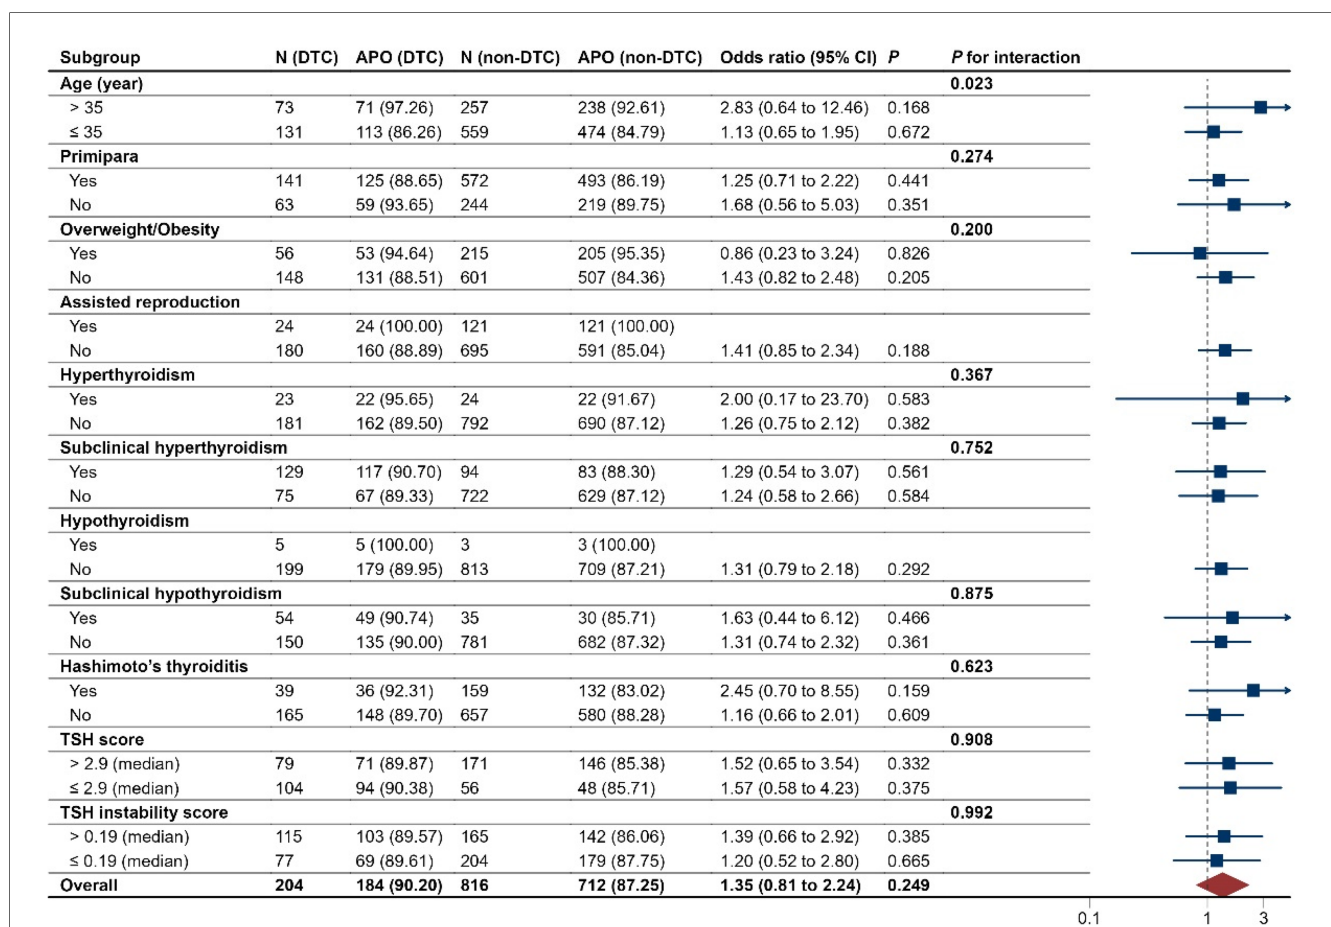 Subgroup N (DTC) APO (DTC) N (non-DTC) APO (non-DTC) Odds ratio (95% CI) P P for interaction
Age (year) 0.023
> 35 73 71 (97.26) 257 238 (92.61) 2.83 (0.64 to 12.46) 0.168
≤ 35 131 113 (86.26) 559 474 (84.79) 1.13 (0.65 to 1.95) 0.672
Primipara 0.274
Yes 141 125 (88.65) 572 493 (86.19) 1.25 (0.71 to 2.22) 0.441
No 63 59 (93.65) 244 219 (89.75) 1.68 (0.56 to 5.03) 0.351
Overweight/Obesity 0.200
Yes 56 53 (94.64) 215 205 (95.35) 0.86 (0.23 to 3.24) 0.826
No 148 131 (88.51) 601 507 (84.36) 1.43 (0.82 to 2.48) 0.205
Assisted reproduction
Yes 24 24 (100.00) 121 121 (100.00)
No 180 160 (88.89) 695 591 (85.04) 1.41 (0.85 to 2.34) 0.188
Hyperthyroidism 0.367
Yes 23 22 (95.65) 24 22 (91.67) 2.00 (0.17 to 23.70) 0.583
No 181 162 (89.50) 792 690 (87.12) 1.26 (0.75 to 2.12) 0.382
Subclinical hyperthyroidism 0.752
Yes 129 117 (90.70) 94 83 (88.30) 1.29 (0.54 to 3.07) 0.561
No 75 67 (89.33) 722 629 (87.12) 1.24 (0.58 to 2.66) 0.584
Hypothyroidism
Yes 5 5 (100.00) 3 3 (100.00)
No 199 179 (89.95) 813 709 (87.21) 1.31 (0.79 to 2.18) 0.292
Subclinical hypothyroidism 0.875
Yes 54 49 (90.74) 35 30 (85.71) 1.63 (0.44 to 6.12) 0.466
No 150 135 (90.00) 781 682 (87.32) 1.31 (0.74 to 2.32) 0.361
Hashimoto’s thyroiditis 0.623
Yes 39 36 (92.31) 159 132 (83.02) 2.45 (0.70 to 8.55) 0.159
No 165 148 (89.70) 657 580 (88.28) 1.16 (0.66 to 2.01) 0.609
TSH score 0.908
> 2.9 (median) 79 71 (89.87) 171 146 (85.38) 1.52 (0.65 to 3.54) 0.332
≤ 2.9 (median) 104 94 (90.38) 56 48 (85.71) 1.57 (0.58 to 4.23) 0.375
TSH instability score 0.992
> 0.19 (median) 115 103 (89.57) 165 142 (86.06) 1.39 (0.66 to 2.92) 0.385
≤ 0.19 (median) 77 69 (89.61) 204 179 (87.75) 1.20 (0.52 to 2.80) 0.665
Overall 204 184 (90.20) 816 712 (87.25) 1.35 (0.81 to 2.24) 0.249
0.1 1 3